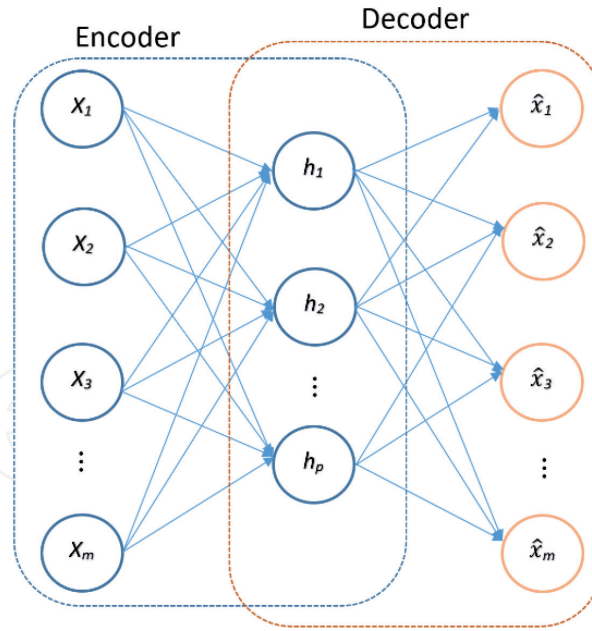 Encoder
Decoder
X₁
X₂
X₃
⋮
Xₘ
h₁
h₂
⋮
hₚ
x̂₁
x̂₂
x̂₃
⋮
x̂ₘ